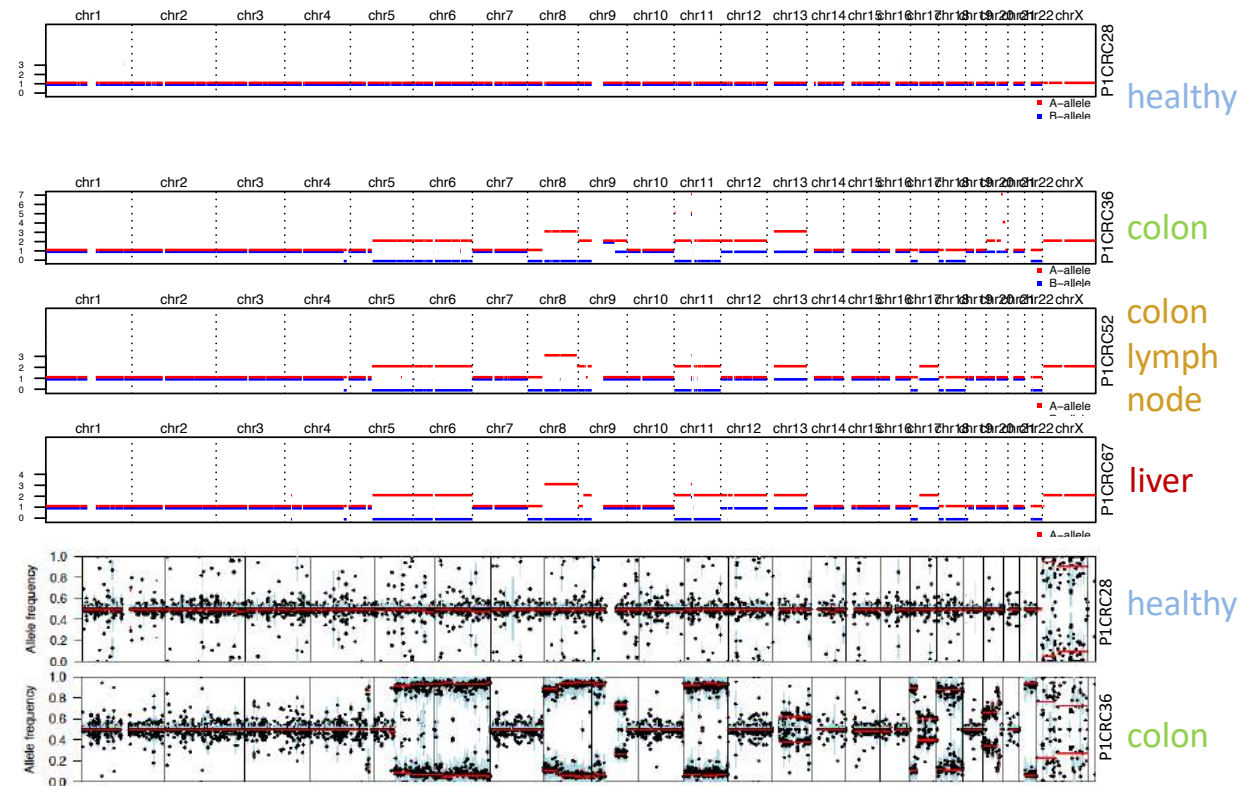 chr1 chr2 chr3 chr4 chr5 chr6 chr7 chr8 chr9 chr10 chr11 chr12 chr13 chr14 chr15 chr16 chr17 chr18 chr19 chr20 chr21 chr22 chrX
3
2
1
0
P1CRC28
healthy
A-allele
B-allele
chr1 chr2 chr3 chr4 chr5 chr6 chr7 chr8 chr9 chr10 chr11 chr12 chr13 chr14 chr15 chr16 chr17 chr18 chr19 chr20 chr21 chr22 chrX
7
6
5
4
3
2
1
0
P1CRC36
colon
A-allele
B-allele
chr1 chr2 chr3 chr4 chr5 chr6 chr7 chr8 chr9 chr10 chr11 chr12 chr13 chr14 chr15 chr16 chr17 chr18 chr19 chr20 chr21 chr22 chrX
3
2
1
0
P1CRC52
colon
lymph
node
A-allele
chr1 chr2 chr3 chr4 chr5 chr6 chr7 chr8 chr9 chr10 chr11 chr12 chr13 chr14 chr15 chr16 chr17 chr18 chr19 chr20 chr21 chr22 chrX
4
3
2
1
0
P1CRC67
liver
A-allele
Allele frequency
1.0
0.8
0.6
0.4
0.2
0.0
P1CRC28
healthy
Allele frequency
1.0
0.8
0.6
0.4
0.2
0.0
P1CRC36
colon